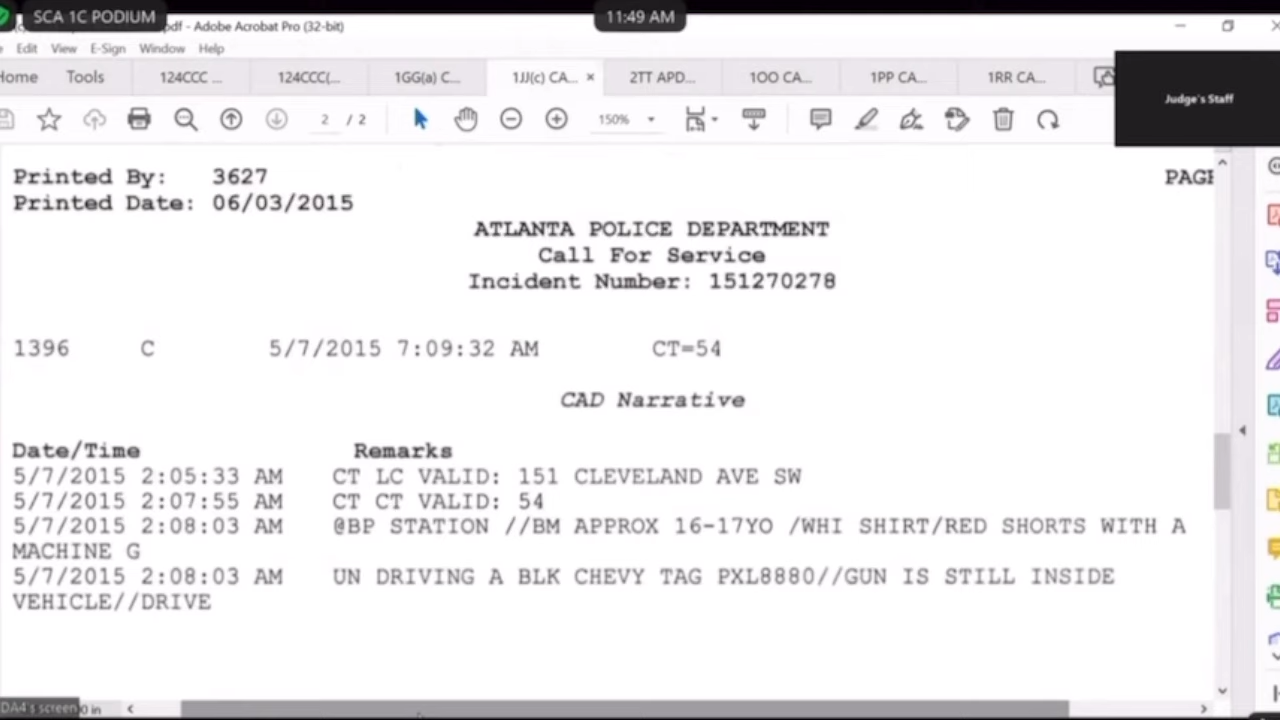 SCA 1C PODIUM
pdf - Adobe Acrobat Pro (32-bit)
11:49 AM
Edit View E-Sign Window Help
Home Tools 124CCC ... 124CCC(... 1GG(a) C... 1JJ(c) CA... × 2TT APD... 1OO CA... 1PP CA... 1RR CA...
Judge's Staff
2 / 2 150%
Printed By: 3627 PAGE
Printed Date: 06/03/2015
ATLANTA POLICE DEPARTMENT
Call For Service
Incident Number: 151270278
1396 C 5/7/2015 7:09:32 AM CT=54
CAD Narrative
Date/Time Remarks
5/7/2015 2:05:33 AM CT LC VALID: 151 CLEVELAND AVE SW
5/7/2015 2:07:55 AM CT CT VALID: 54
5/7/2015 2:08:03 AM @BP STATION //BM APPROX 16-17YO /WHI SHIRT/RED SHORTS WITH A
MACHINE G
5/7/2015 2:08:03 AM UN DRIVING A BLK CHEVY TAG PXL8880//GUN IS STILL INSIDE
VEHICLE//DRIVE
DA4's screen 0 in